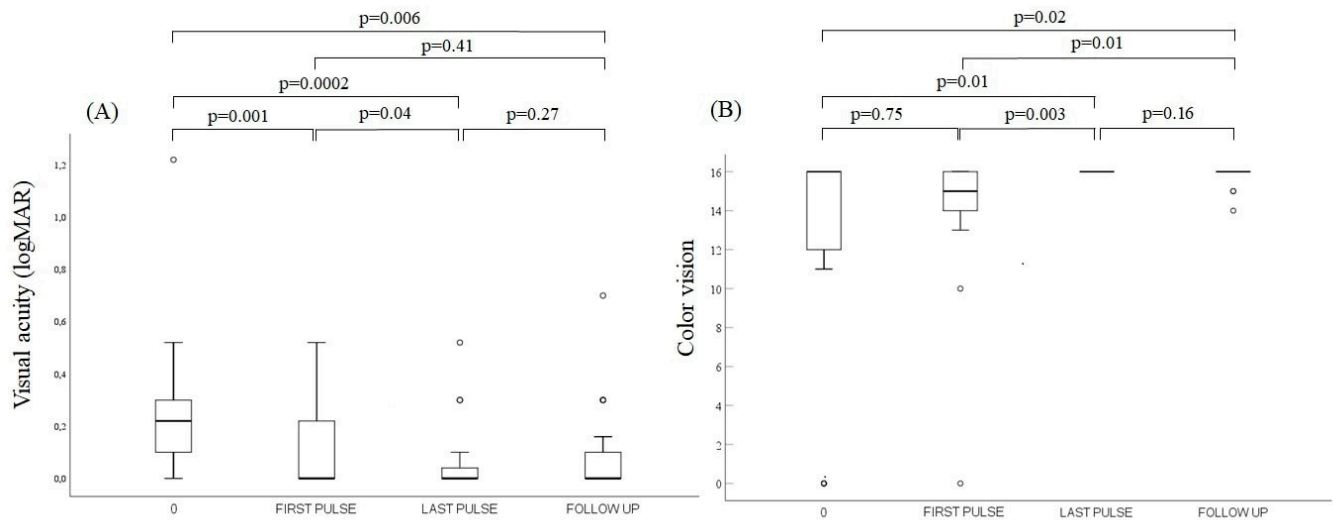 p=0.006
p=0.41
p=0.0002
(A)
p=0.001
p=0.04
p=0.27
Visual acuity (logMAR)
1,2
1,0
0,8
0,6
0,4
0,2
0,0
0
FIRST PULSE
LAST PULSE
FOLLOW UP
p=0.02
p=0.01
p=0.01
(B)
p=0.75
p=0.003
p=0.16
Color vision
16
14
12
10
8
6
4
2
0
0
FIRST PULSE
LAST PULSE
FOLLOW UP